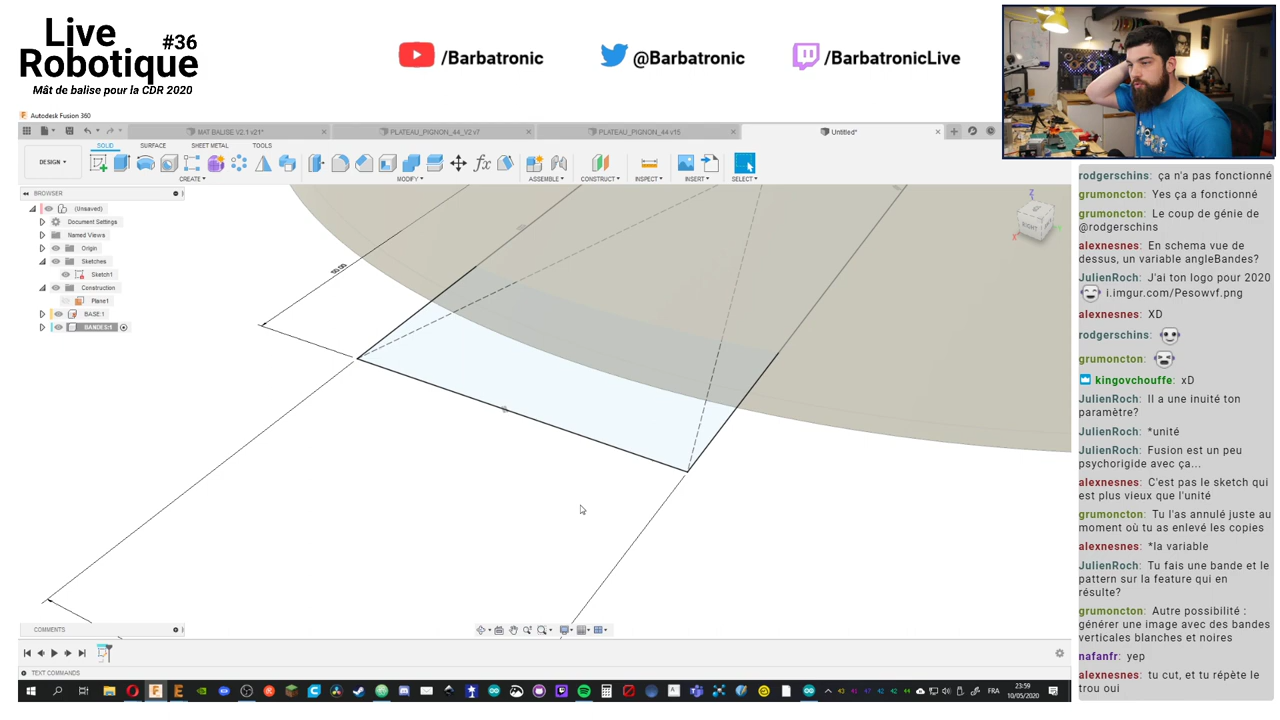 Live
Robotique #36
Mât de balise pour la CDR 2020
/Barbatronic
@Barbatronic
/BarbatronicLive
Autodesk Fusion 360
MAT BALISE V2.1 v21*
PLATEAU_PIGNON_44_V2 v7
PLATEAU_PIGNON_44 v15
Untitled*
SOLID
SURFACE
SHEET METAL
TOOLS
DESIGN
CREATE
MODIFY
ASSEMBLE
CONSTRUCT
INSPECT
INSERT
SELECT
BROWSER
(Unsaved)
Document Settings
Named Views
Origin
Sketches
Sketch1
Construction
Plane1
BASE:1
BANDES:1
50.00
Z
X
RIGHT
COMMENTS
TEXT COMMANDS
FRA
23:59
10/05/2020
rodgerschins: ça n'a pas fonctionné
grumoncton: Yes ça a fonctionné
grumoncton: Le coup de génie de
@rodgerschins
alexnesnes: En schema vue de
dessus, un variable angleBandes?
JulienRoch: J'ai ton logo pour 2020
i.imgur.com/Pesowvf.png
alexnesnes: XD
rodgerschins:
grumoncton:
kingovchouffe: xD
JulienRoch: Il a une inuité ton
paramètre?
JulienRoch: *unité
JulienRoch: Fusion est un peu
psychorigide avec ça...
alexnesnes: C'est pas le sketch qui
est plus vieux que l'unité
grumoncton: Tu l'as annulé juste au
moment où tu as enlevé les copies
alexnesnes: *la variable
JulienRoch: Tu fais une bande et le
pattern sur la feature qui en
résulte?
grumoncton: Autre possibilité :
générer une image avec des bandes
verticales blanches et noires
nafanfr: yep
alexnesnes: tu cut, et tu répète le
trou oui